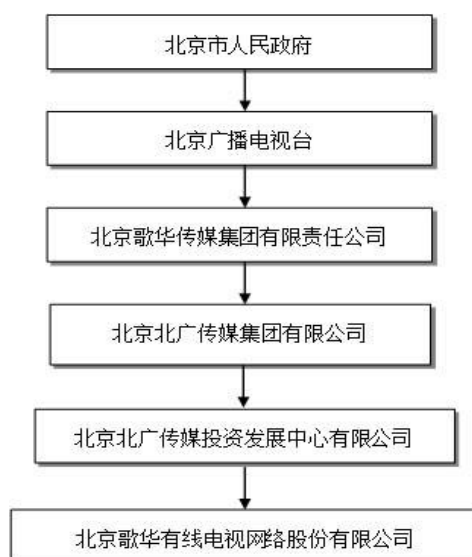 北京市人民政府
北京广播电视台
北京歌华传媒集团有限责任公司
北京北广传媒集团有限公司
北京北广传媒投资发展中心有限公司
北京歌华有线电视网络股份有限公司